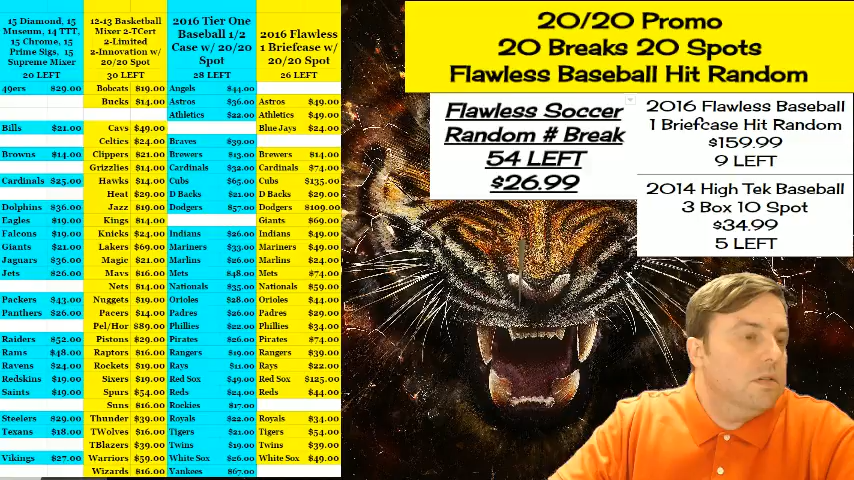 15 Diamond, 15
Museum, 14 TTT,
15 Chrome, 15
Prime Sigs, 15
Supreme Mixer
20 LEFT
49ers $29.00
Bills $21.00
Browns $14.00
Cardinals $25.00
Dolphins $36.00
Eagles $19.00
Falcons $19.00
Giants $21.00
Jaguars $36.00
Jets $26.00
Packers $43.00
Panthers $26.00
Raiders $52.00
Rams $48.00
Ravens $24.00
Redskins $19.00
Saints $19.00
Steelers $29.00
Texans $18.00
Vikings $27.00
12-13 Basketball
Mixer 2-TCert
2-Limited
2-Innovation w/
20/20 Spot
30 LEFT
Bobcats $19.00
Bucks $14.00
Cavs $49.00
Celtics $24.00
Clippers $21.00
Grizzlies $14.00
Hawks $14.00
Heat $29.00
Jazz $19.00
Kings $14.00
Knicks $24.00
Lakers $69.00
Magic $21.00
Mavs $16.00
Nets $14.00
Nuggets $19.00
Pacers $14.00
Pel/Hor $89.00
Pistons $29.00
Raptors $16.00
Rockets $19.00
Sixers $19.00
Spurs $54.00
Suns $16.00
Thunder $39.00
TWolves $16.00
TBlazers $39.00
Warriors $59.00
Wizards $16.00
2016 Tier One
Baseball 1/2
Case w/ 20/20
Spot
28 LEFT
Angels $44.00
Astros $36.00
Athletics $22.00
Braves $39.00
Brewers $13.00
Cardinals $32.00
Cubs $65.00
D Backs $21.00
Dodgers $57.00
Indians $26.00
Mariners $33.00
Marlins $26.00
Mets $48.00
Nationals $35.00
Orioles $28.00
Padres $26.00
Phillies $22.00
Pirates $26.00
Rangers $19.00
Rays $11.00
Red Sox $49.00
Reds $24.00
Rockies $17.00
Royals $22.00
Tigers $21.00
Twins $19.00
White Sox $26.00
Yankees $67.00
2016 Flawless
1 Briefcase w/
20/20 Spot
26 LEFT
Astros $49.00
Athletics $49.00
Blue Jays $24.00
Brewers $14.00
Cardinals $74.00
Cubs $135.00
D Backs $29.00
Dodgers $109.00
Giants $69.00
Indians $49.00
Mariners $49.00
Marlins $24.00
Mets $74.00
Nationals $59.00
Orioles $44.00
Padres $29.00
Phillies $34.00
Pirates $74.00
Rangers $39.00
Rays $22.00
Red Sox $125.00
Reds $44.00
Royals $34.00
Tigers $54.00
Twins $39.00
White Sox $49.00
20/20 Promo
20 Breaks 20 Spots
Flawless Baseball Hit Random
Flawless Soccer
Random # Break
54 LEFT
$26.99
2016 Flawless Baseball
1 Briefcase Hit Random
$159.99
9 LEFT
2014 High Tek Baseball
3 Box 10 Spot
$34.99
5 LEFT